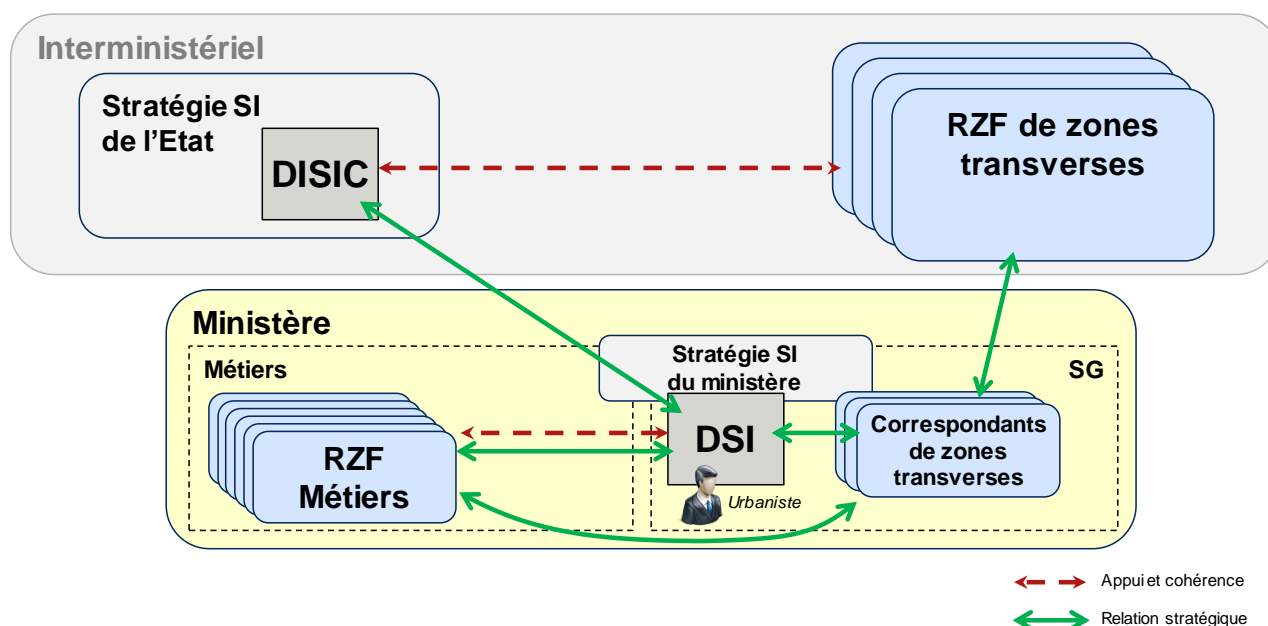 Interministériel
Stratégie SI
de l’Etat
DISIC
RZF de zones
transverses
Ministère
Métiers
Stratégie SI
du ministère
SG
RZF
Métiers
DSI
Urbaniste
Correspondants
de zones
transverses
Appui et cohérence
Relation stratégique